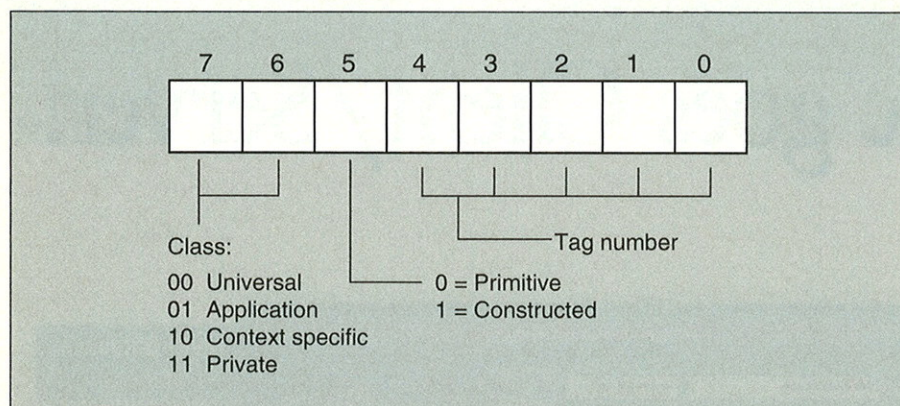 7 6 5 4 3 2 1 0
Tag number
Class:
00 Universal
01 Application
10 Context specific
11 Private
0 = Primitive
1 = Constructed